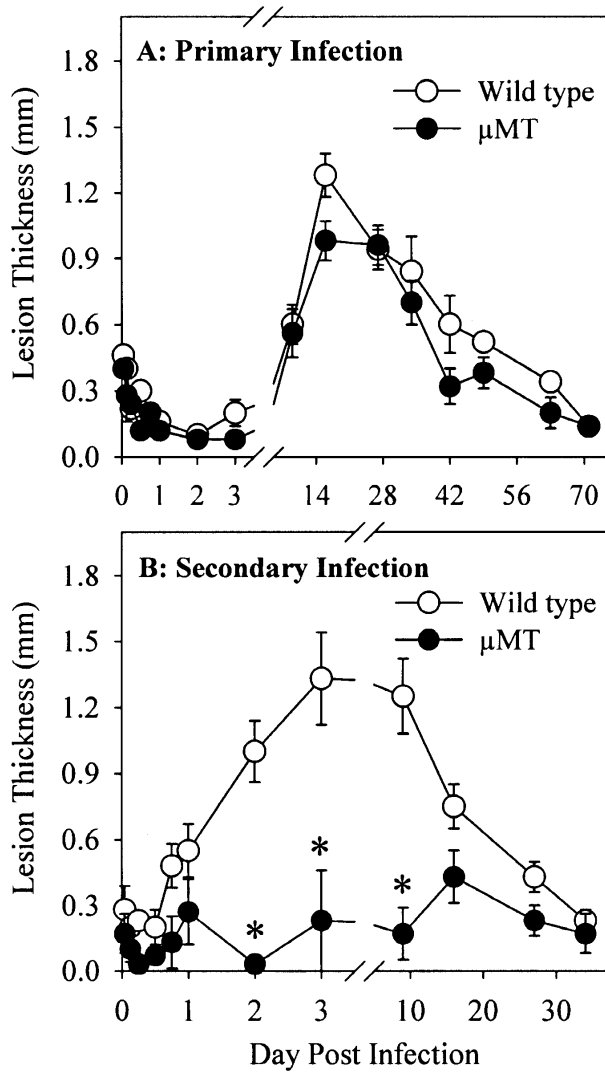 A: Primary Infection
Wild type
µMT
Lesion Thickness (mm)
1.8
1.5
1.2
0.9
0.6
0.3
0.0
0 1 2 3 14 28 42 56 70
B: Secondary Infection
Wild type
µMT
Lesion Thickness (mm)
1.8
1.5
1.2
0.9
0.6
0.3
0.0
* * *
0 1 2 3 10 20 30
Day Post Infection